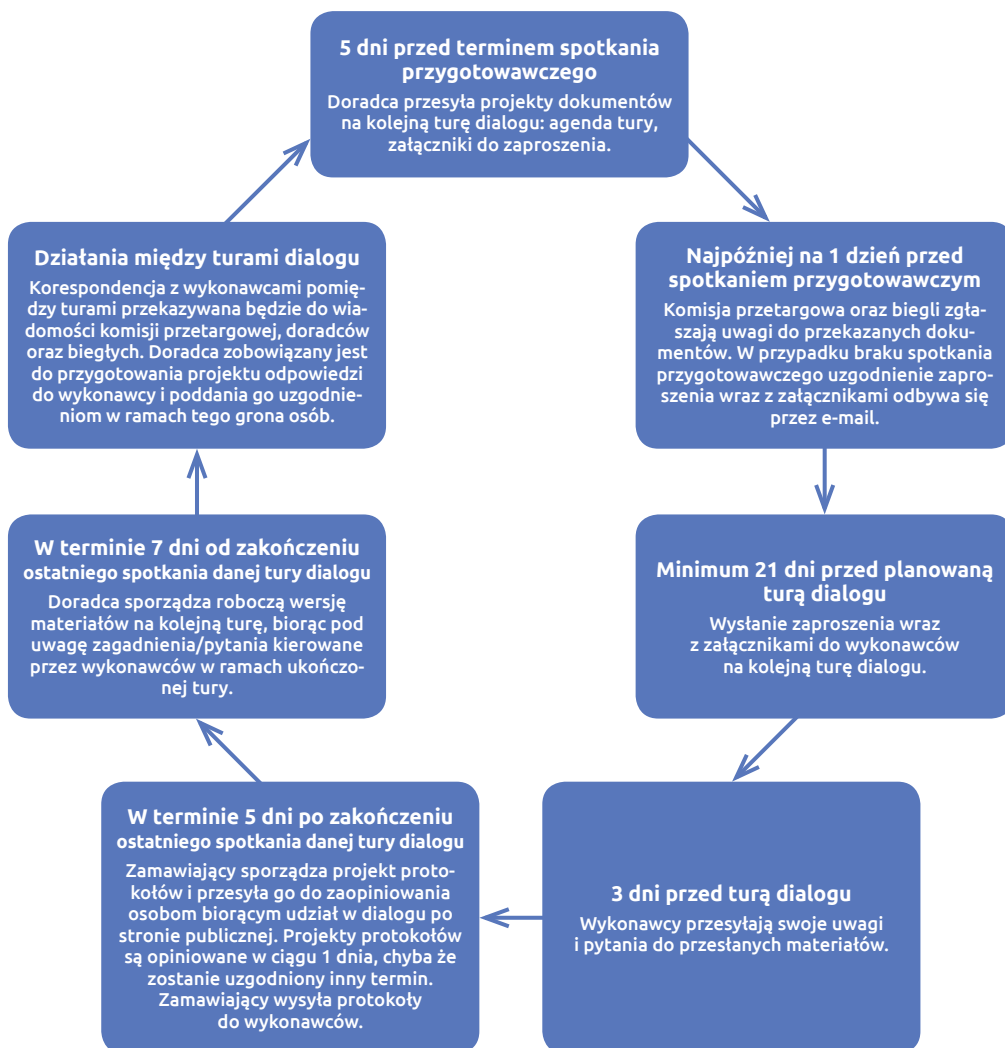 5 dni przed terminem spotkania
przygotowawczego
Doradca przesyła projekty dokumentów
na kolejną turę dialogu: agenda tury,
załączniki do zaproszenia.
Najpóźniej na 1 dzień przed
spotkaniem przygotowawczym
Komisja przetargowa oraz biegli zgła-
szają uwagi do przekazanych doku-
mentów. W przypadku braku spotkania
przygotowawczego uzgodnienie zapro-
szenia wraz z załącznikami odbywa się
przez e-mail.
Minimum 21 dni przed planowaną
turą dialogu
Wysłanie zaproszenia wraz
z załącznikami do wykonawców
na kolejną turę dialogu.
3 dni przed turą dialogu
Wykonawcy przesyłają swoje uwagi
i pytania do przesłanych materiałów.
W terminie 5 dni po zakończeniu
ostatniego spotkania danej tury dialogu
Zamawiający sporządza projekt proto-
kołów i przesyła go do zaopiniowania
osobom biorącym udział w dialogu po
stronie publicznej. Projekty protokołów
są opiniowane w ciągu 1 dnia, chyba że
zostanie uzgodniony inny termin.
Zamawiający wysyła protokoły
do wykonawców.
W terminie 7 dni od zakończeniu
ostatniego spotkania danej tury dialogu
Doradca sporządza roboczą wersję
materiałów na kolejną turę, biorąc pod
uwagę zagadnienia/pytania kierowane
przez wykonawców w ramach ukończo-
nej tury.
Działania między turami dialogu
Korespondencja z wykonawcami pomię-
dzy turami przekazywana będzie do wia-
domości komisji przetargowej, doradców
oraz biegłych. Doradca zobowiązany jest
do przygotowania projektu odpowiedzi
do wykonawcy i poddania go uzgodnie-
niom w ramach tego grona osób.